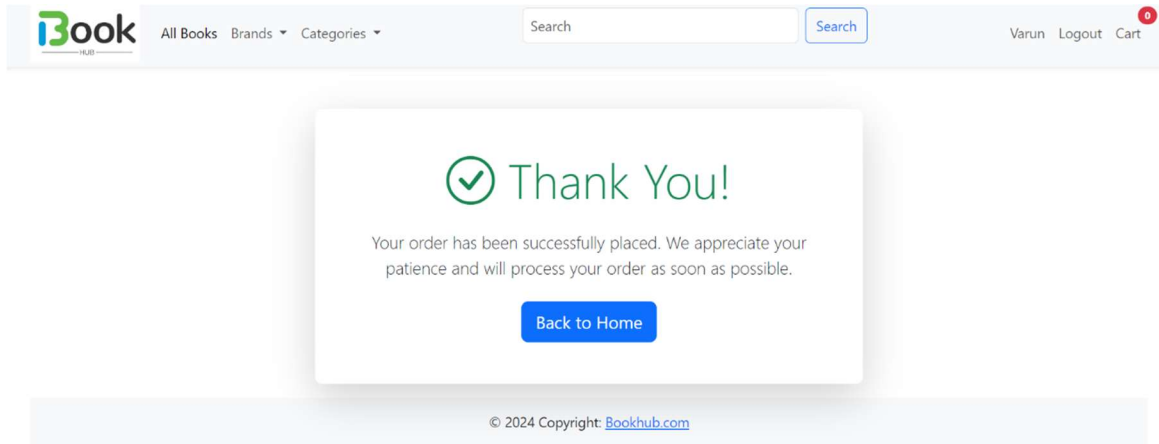 Book
HUB
All Books Brands Categories Search Search Varun Logout Cart 0
Thank You!
Your order has been successfully placed. We appreciate your
patience and will process your order as soon as possible.
Back to Home
© 2024 Copyright: Bookhub.com